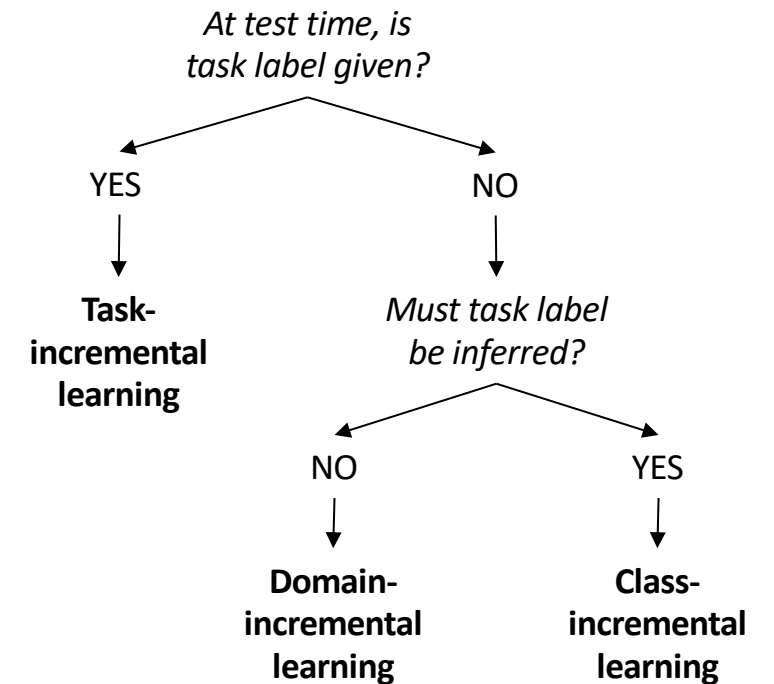 At test time, is
task label given?
YES
NO
Task-
incremental
learning
Must task label
be inferred?
NO
YES
Domain-
incremental
learning
Class-
incremental
learning